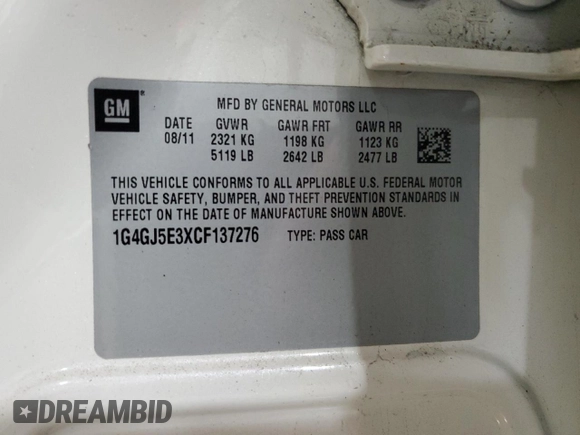 GM
MFD BY GENERAL MOTORS LLC
DATE GVWR GAWR FRT GAWR RR
08/11 2321 KG 1198 KG 1123 KG
5119 LB 2642 LB 2477 LB
THIS VEHICLE CONFORMS TO ALL APPLICABLE U.S. FEDERAL MOTOR
VEHICLE SAFETY, BUMPER, AND THEFT PREVENTION STANDARDS IN
EFFECT ON THE DATE OF MANUFACTURE SHOWN ABOVE.
1G4GJ5E3XCF137276 TYPE: PASS CAR
DREAMBID